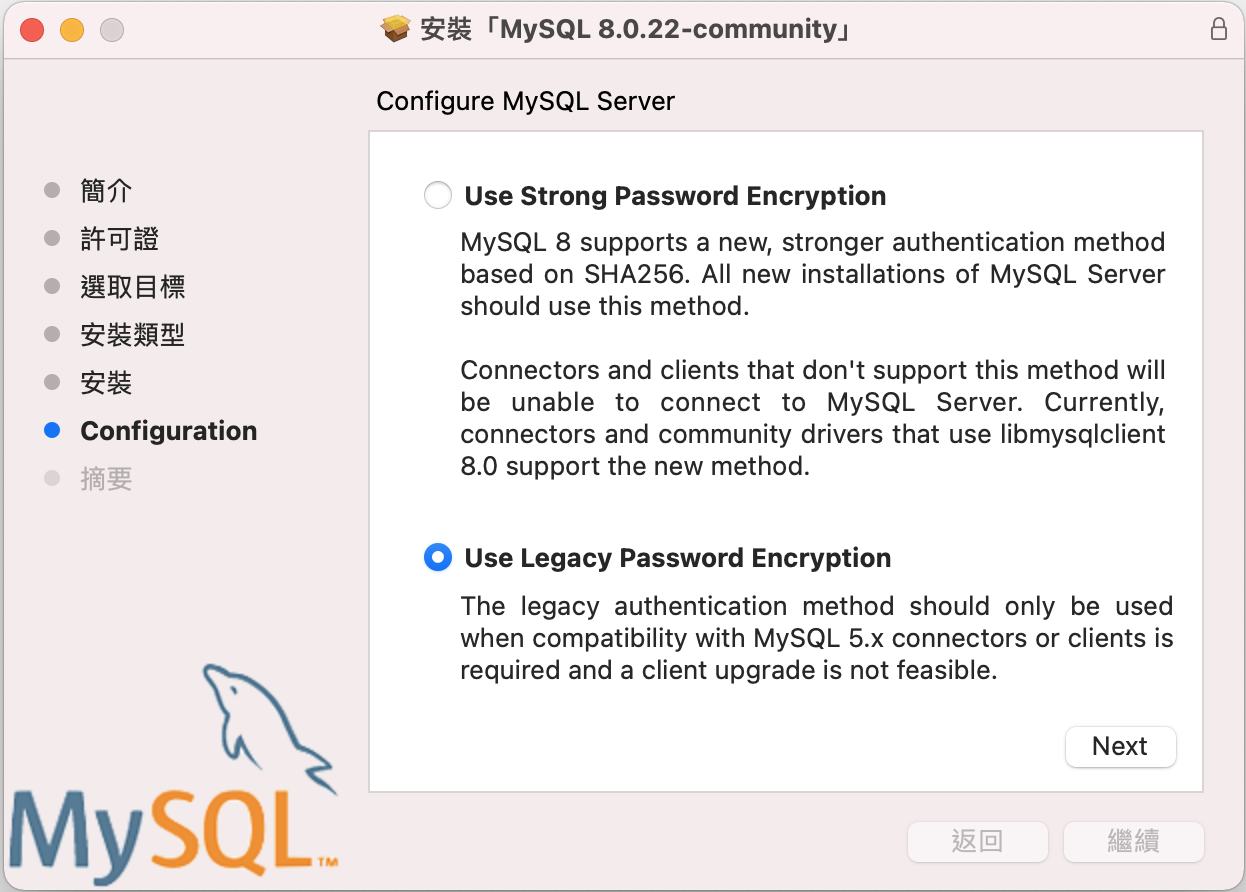 安裝「MySQL 8.0.22-community」
Configure MySQL Server
簡介
許可證
選取目標
安裝類型
安裝
Configuration
摘要
Use Strong Password Encryption
MySQL 8 supports a new, stronger authentication method
based on SHA256. All new installations of MySQL Server
should use this method.
Connectors and clients that don't support this method will
be unable to connect to MySQL Server. Currently,
connectors and community drivers that use libmysqlclient
8.0 support the new method.
Use Legacy Password Encryption
The legacy authentication method should only be used
when compatibility with MySQL 5.x connectors or clients is
required and a client upgrade is not feasible.
Next
MySQL™
返回
繼續